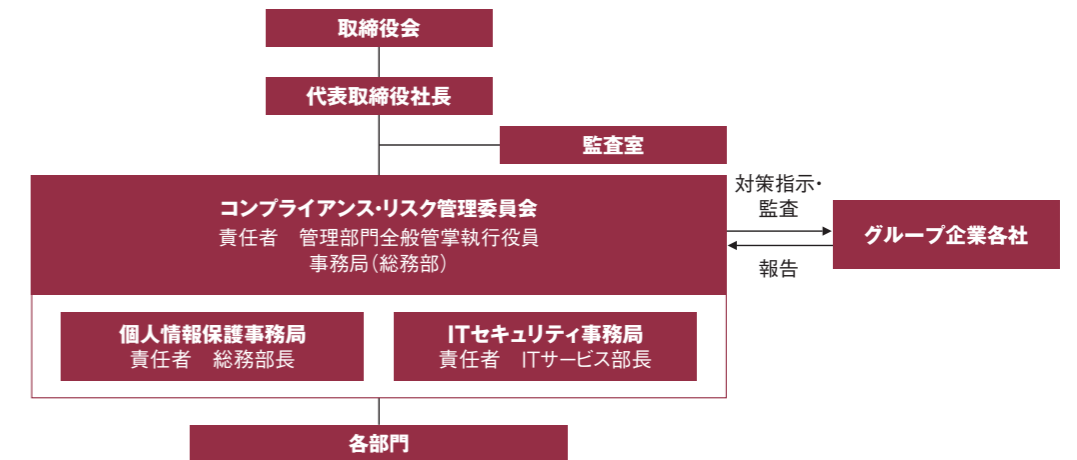 取締役会
代表取締役社長
監査室
コンプライアンス・リスク管理委員会
責任者　管理部門全般管掌執行役員
事務局（総務部）
対策指示・
監査
報告
グループ企業各社
個人情報保護事務局
責任者　総務部長
ITセキュリティ事務局
責任者　ITサービス部長
各部門